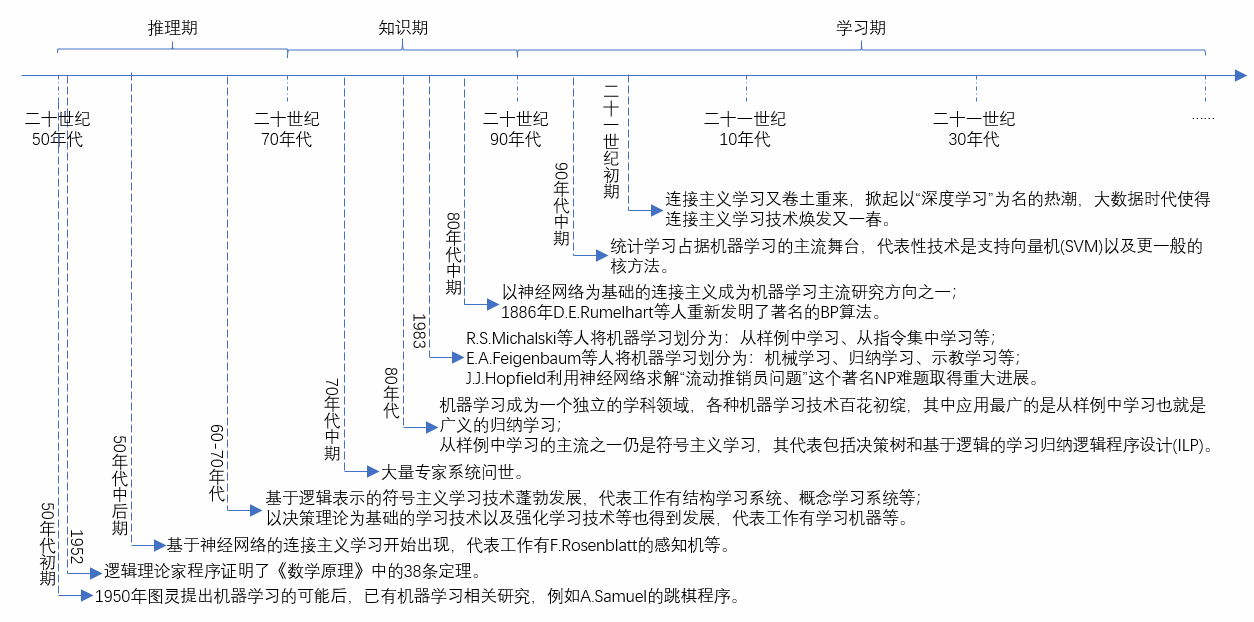 推理期
知识期
学习期
二十世纪
50年代
二十世纪
70年代
二十世纪
90年代
二十一世纪初期
二十一世纪
10年代
二十一世纪
30年代
......
90年代中期
连接主义学习又卷土重来，掀起以“深度学习”为名的热潮，大数据时代使得
连接主义学习技术焕发又一春。
80年代中期
统计学习占据机器学习的主流舞台，代表性技术是支持向量机(SVM)以及更一般的
核方法。
以神经网络为基础的连接主义成为机器学习主流研究方向之一；
1886年D.E.Rumelhart等人重新发明了著名的BP算法。
1983
R.S.Michalski等人将机器学习划分为：从样例中学习、从指令集中学习等；
E.A.Feigenbaum等人将机器学习划分为：机械学习、归纳学习、示教学习等；
J.J.Hopfield利用神经网络求解“流动推销员问题”这个著名NP难题取得重大进展。
80年代
机器学习成为一个独立的学科领域，各种机器学习技术百花初绽，其中应用最广的是从样例中学习也就是
广义的归纳学习；
从样例中学习的主流之一仍是符号主义学习，其代表包括决策树和基于逻辑的学习归纳逻辑程序设计(ILP)。
70年代中期
大量专家系统问世。
60-70年代
基于逻辑表示的符号主义学习技术蓬勃发展，代表工作有结构学习系统、概念学习系统等；
以决策理论为基础的学习技术以及强化学习技术等也得到发展，代表工作有学习机器等。
50年代中后期
基于神经网络的连接主义学习开始出现，代表工作有F.Rosenblatt的感知机等。
1952
逻辑理论家程序证明了《数学原理》中的38条定理。
50年代初期
1950年图灵提出机器学习的可能后，已有机器学习相关研究，例如A.Samuel的跳棋程序。